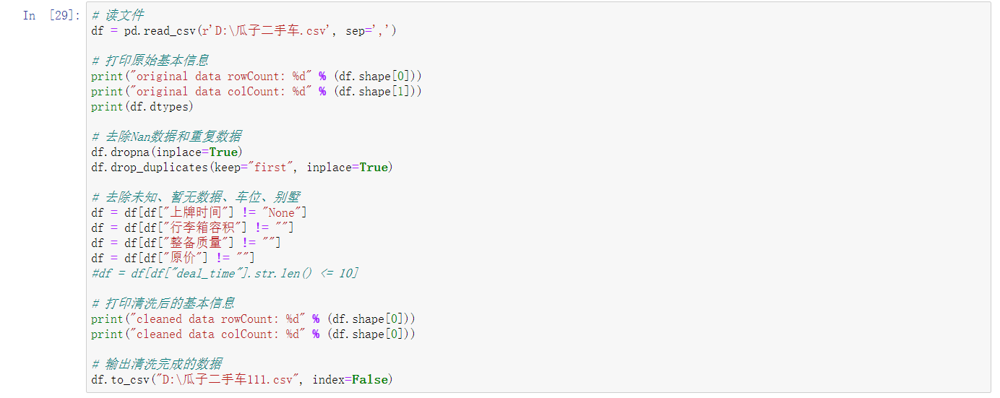 In [29]:
# 读文件
df = pd.read_csv(r'D:\瓜子二手车.csv', sep=',')
# 打印原始基本信息
print("original data rowCount: %d" % (df.shape[0]))
print("original data colCount: %d" % (df.shape[1]))
print(df.dtypes)
# 去除Nan数据和重复数据
df.dropna(inplace=True)
df.drop_duplicates(keep="first", inplace=True)
# 去除未知、暂无数据、车位、别墅
df = df[df["上牌时间"] != "None"]
df = df[df["行李箱容积"] != ""]
df = df[df["整备质量"] != ""]
df = df[df["原价"] != ""]
#df = df[df["deal_time"].str.len() <= 10]
# 打印清洗后的基本信息
print("cleaned data rowCount: %d" % (df.shape[0]))
print("cleaned data colCount: %d" % (df.shape[0]))
# 输出清洗完成的数据
df.to_csv("D:\瓜子二手车111.csv", index=False)